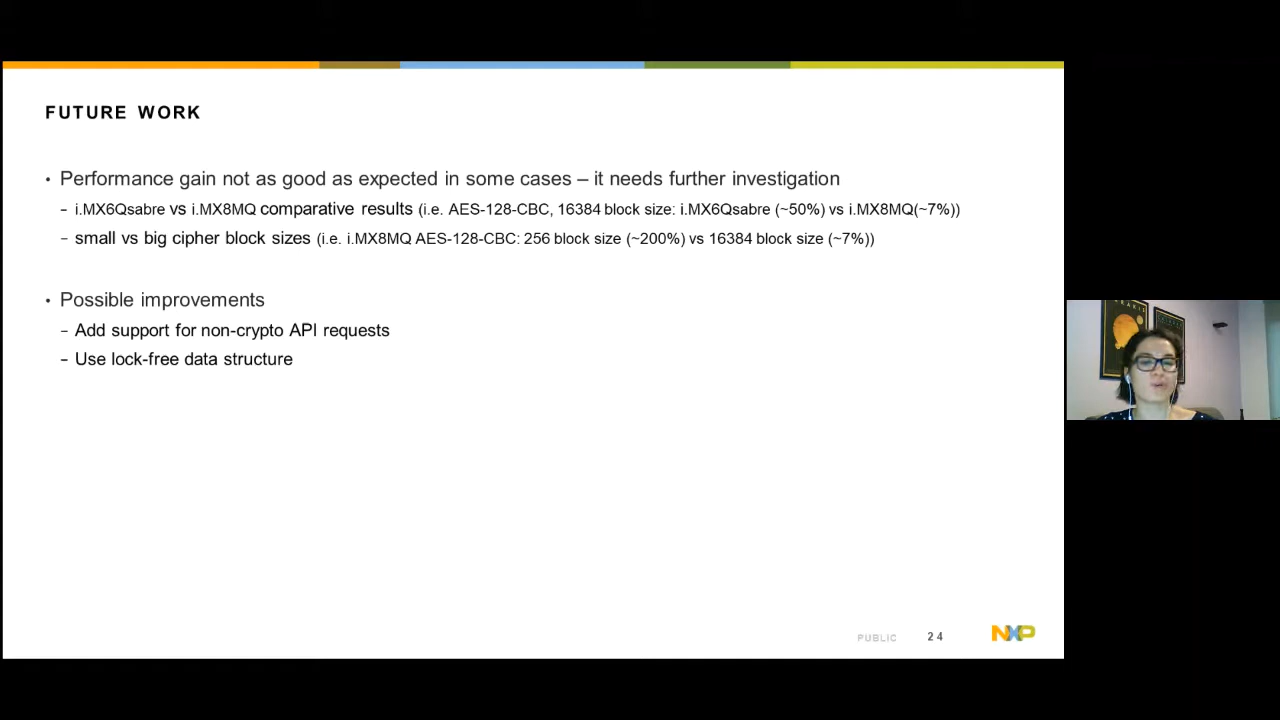 FUTURE WORK
• Performance gain not as good as expected in some cases – it needs further investigation
– i.MX6Qsabre vs i.MX8MQ comparative results (i.e. AES-128-CBC, 16384 block size: i.MX6Qsabre (~50%) vs i.MX8MQ(~7%))
– small vs big cipher block sizes (i.e. i.MX8MQ AES-128-CBC: 256 block size (~200%) vs 16384 block size (~7%))
• Possible improvements
– Add support for non-crypto API requests
– Use lock-free data structure
PUBLIC 24 NXP